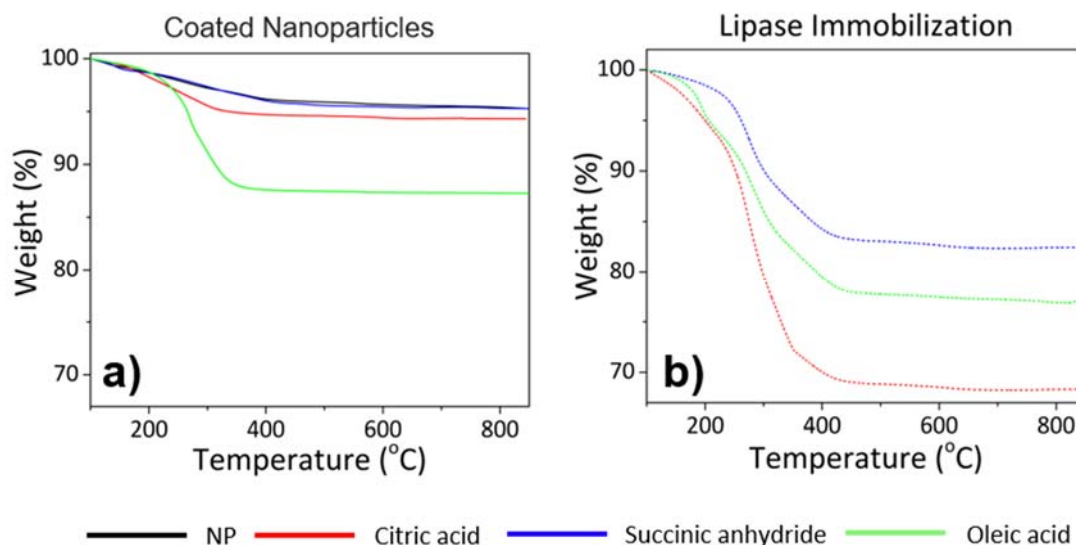 Coated Nanoparticles
Weight (%)
100
90
80
70
a)
200 400 600 800
Temperature (°C)
Lipase Immobilization
Weight (%)
100
90
80
70
b)
200 400 600 800
Temperature (°C)
NP Citric acid Succinic anhydride Oleic acid